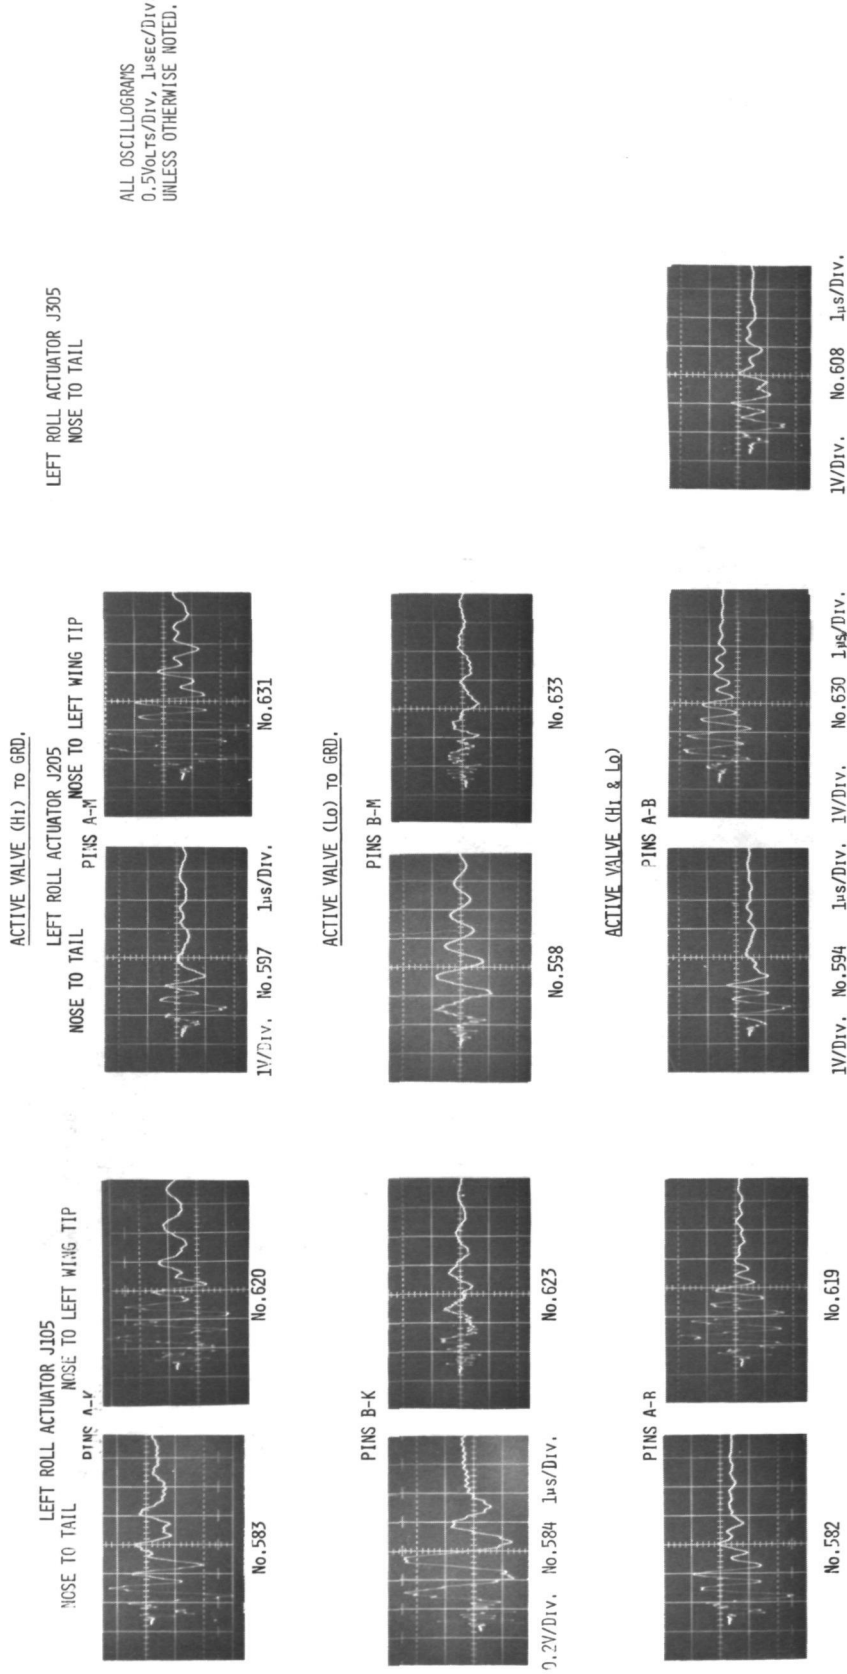 ALL OSCILLOGRAMS
0.5VOLTS/DIV, 1μSEC/DIV
UNLESS OTHERWISE NOTED.
ACTIVE VALVE (HI) TO GRD.
LEFT ROLL ACTUATOR J105
NOSE TO TAIL NOSE TO LEFT WING TIP
PINS A-K
No.583
No.620
LEFT ROLL ACTUATOR J205
NOSE TO TAIL NOSE TO LEFT WING TIP
PINS A-M
1V/DIV. No.597 1μs/DIV.
No.631
LEFT ROLL ACTUATOR J305
NOSE TO TAIL
ACTIVE VALVE (LO) TO GRD.
PINS B-K
0.2V/DIV. No.584 1μs/DIV.
No.623
PINS B-M
No.598
No.633
ACTIVE VALVE (HI & LO)
PINS A-B
No.582
No.619
PINS A-B
1V/DIV. No.594 1μs/DIV.
1V/DIV. No.630 1μs/DIV.
1V/DIV. No.608 1μs/DIV.